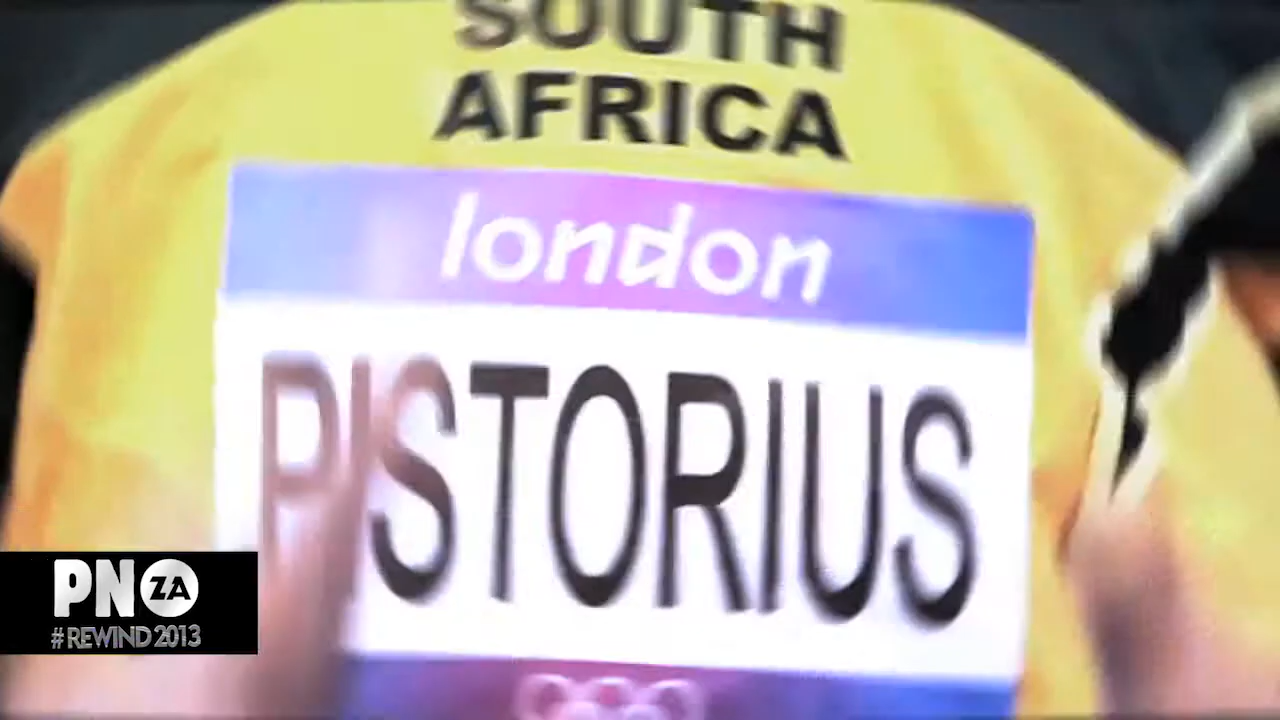 SOUTH
AFRICA
london
PISTORIUS
PN ZA
#REWIND2013